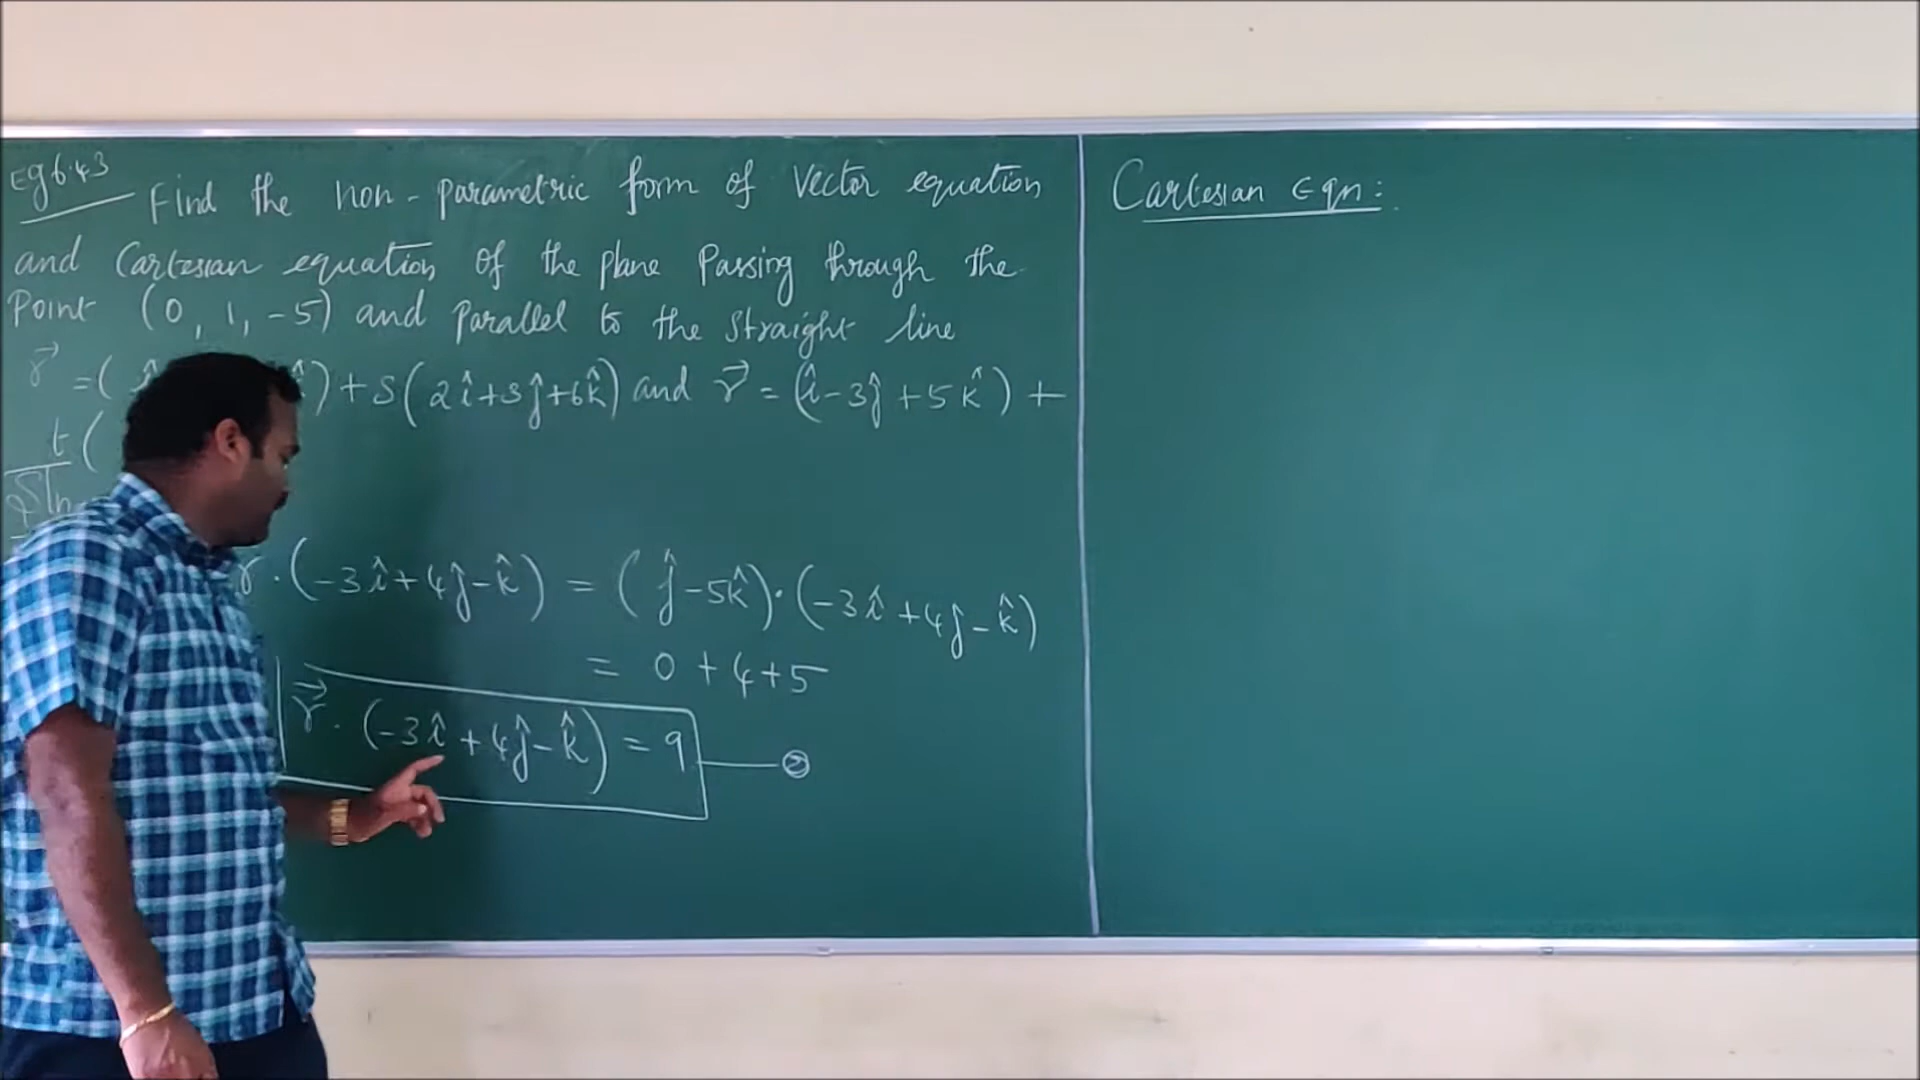 Eg 6.43 Find the non-parametric form of vector equation
and Cartesian equation of the plane Passing through the
Point (0, 1, -5) and parallel to the straight line
r⃗ = ( ) + s(2î+3ĵ+6k̂) and r⃗ = (î-3ĵ+5k̂) +
t(
Soln
r⃗·(-3î+4ĵ-k̂) = (ĵ-5k̂)·(-3î+4ĵ-k̂)
= 0+4+5
r⃗·(-3î+4ĵ-k̂) = 9 — ②
Cartesian Eqn: